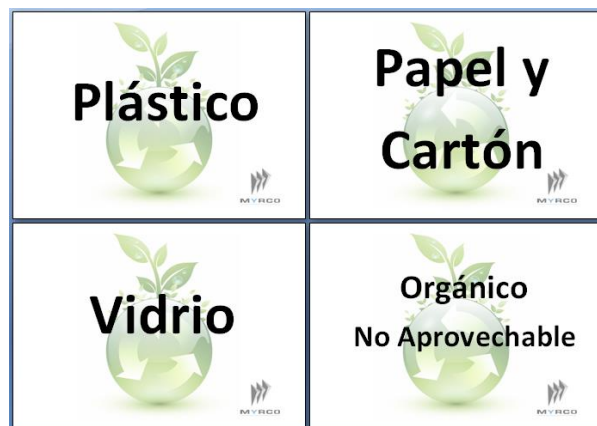 Plástico
MYRCO
Papel y
Cartón
MYRCO
Vidrio
MYRCO
Orgánico
No Aprovechable
MYRCO